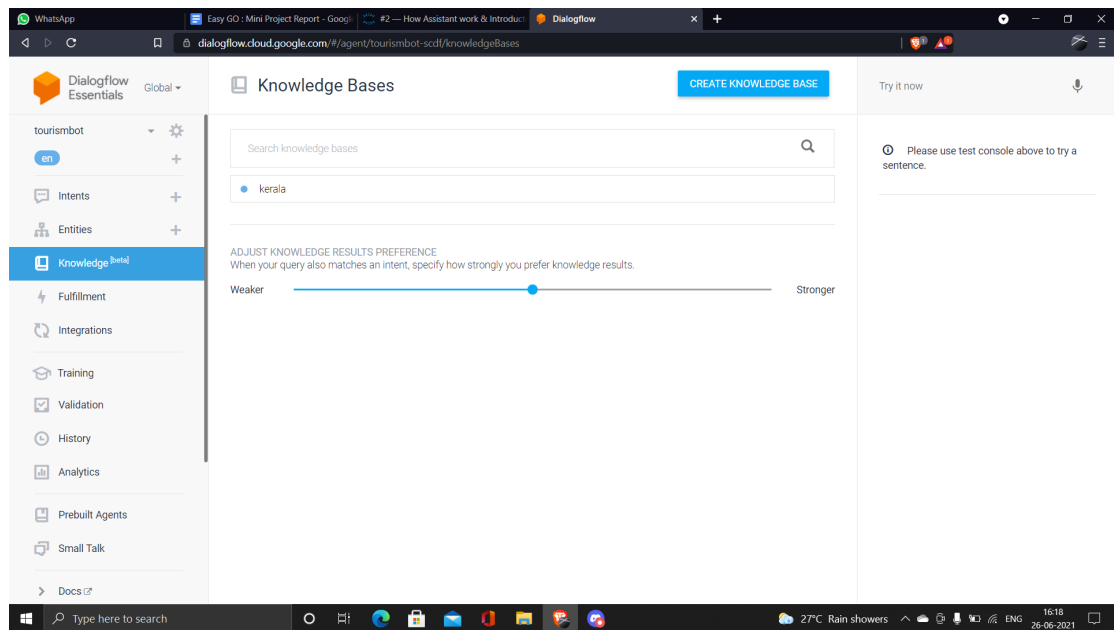 WhatsApp
Easy GO : Mini Project Report - Googl
#2 — How Assistant work & Introduct
Dialogflow
dialogflow.cloud.google.com/#/agent/tourismbot-scdf/knowledgeBases
Dialogflow
Essentials
Global
Knowledge Bases
CREATE KNOWLEDGE BASE
Try it now
tourismbot
en
Search knowledge bases
Please use test console above to try a
sentence.
kerala
Intents
Entities
Knowledge [beta]
Fulfillment
Integrations
Training
Validation
History
Analytics
Prebuilt Agents
Small Talk
Docs
ADJUST KNOWLEDGE RESULTS PREFERENCE
When your query also matches an intent, specify how strongly you prefer knowledge results.
Weaker
Stronger
Type here to search
27°C Rain showers
ENG
16:18
26-06-2021